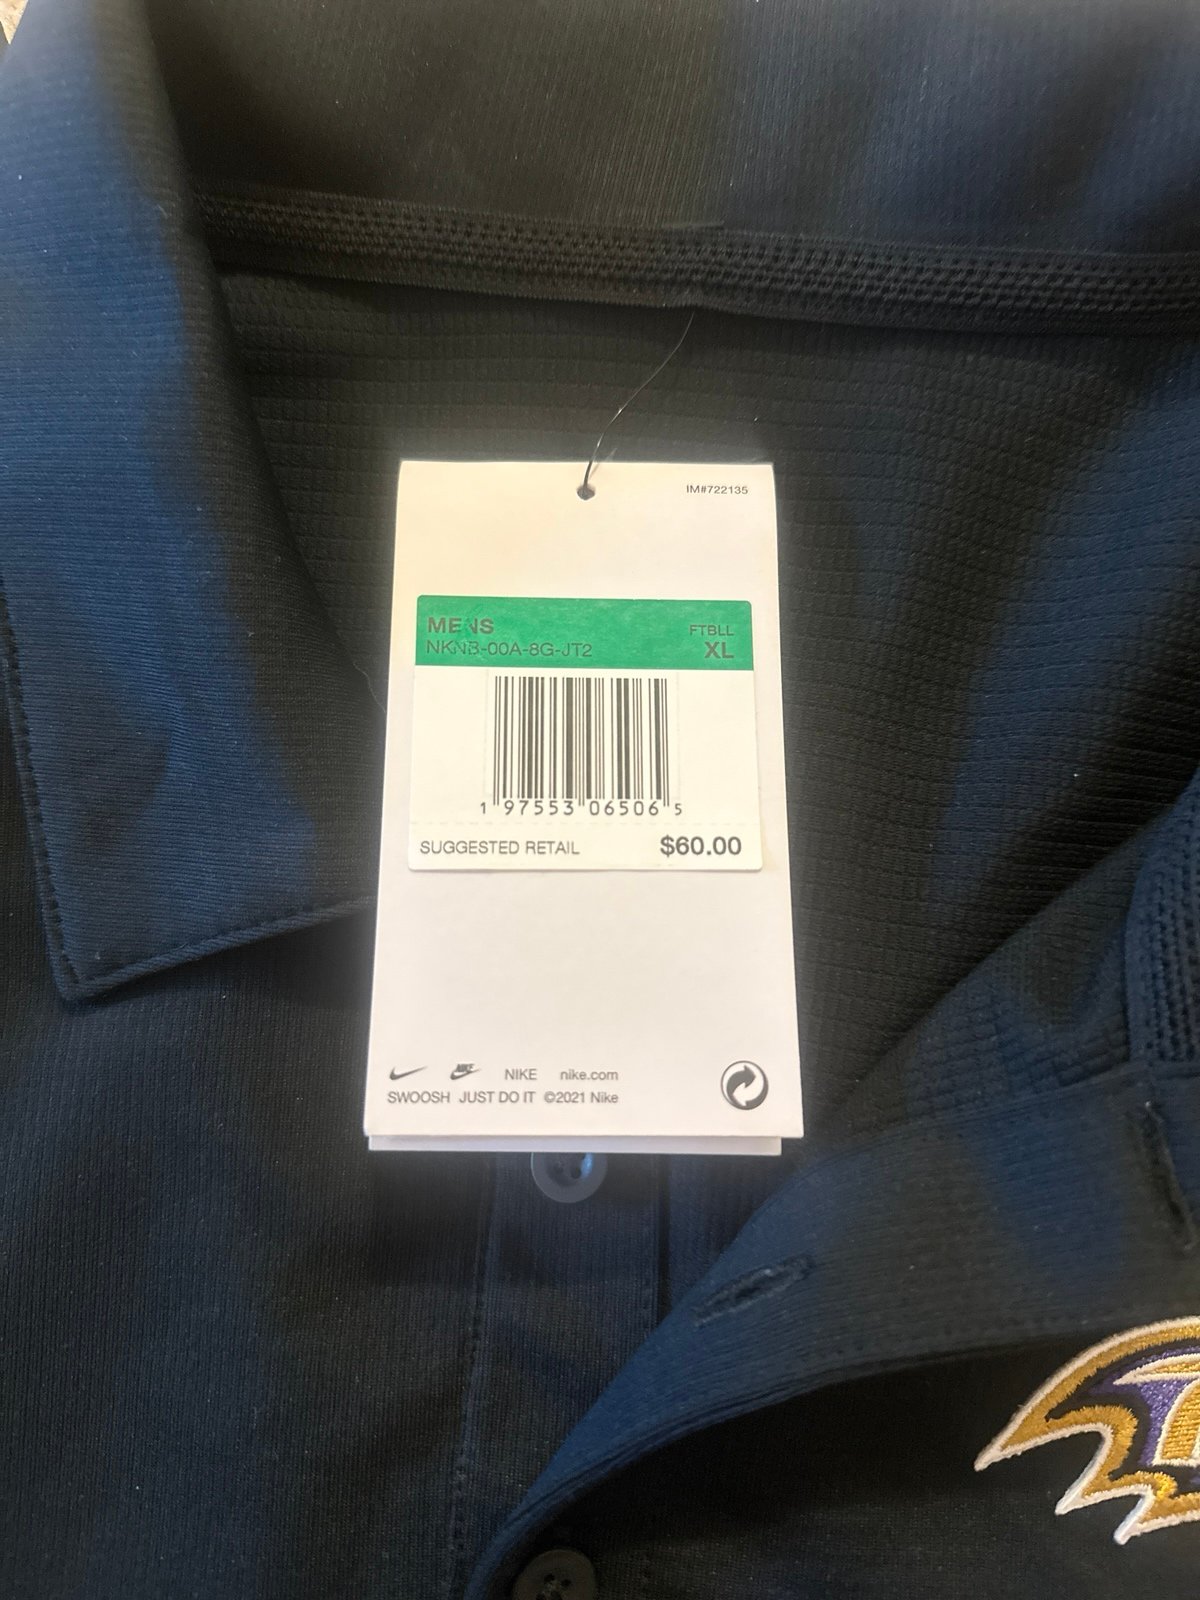 IM#722135
MENS FTBLL
NKNB-00A-8G-JT2 XL
1 97553 06506 5
SUGGESTED RETAIL $60.00
NIKE NIKE nike.com
SWOOSH JUST DO IT ©2021 Nike